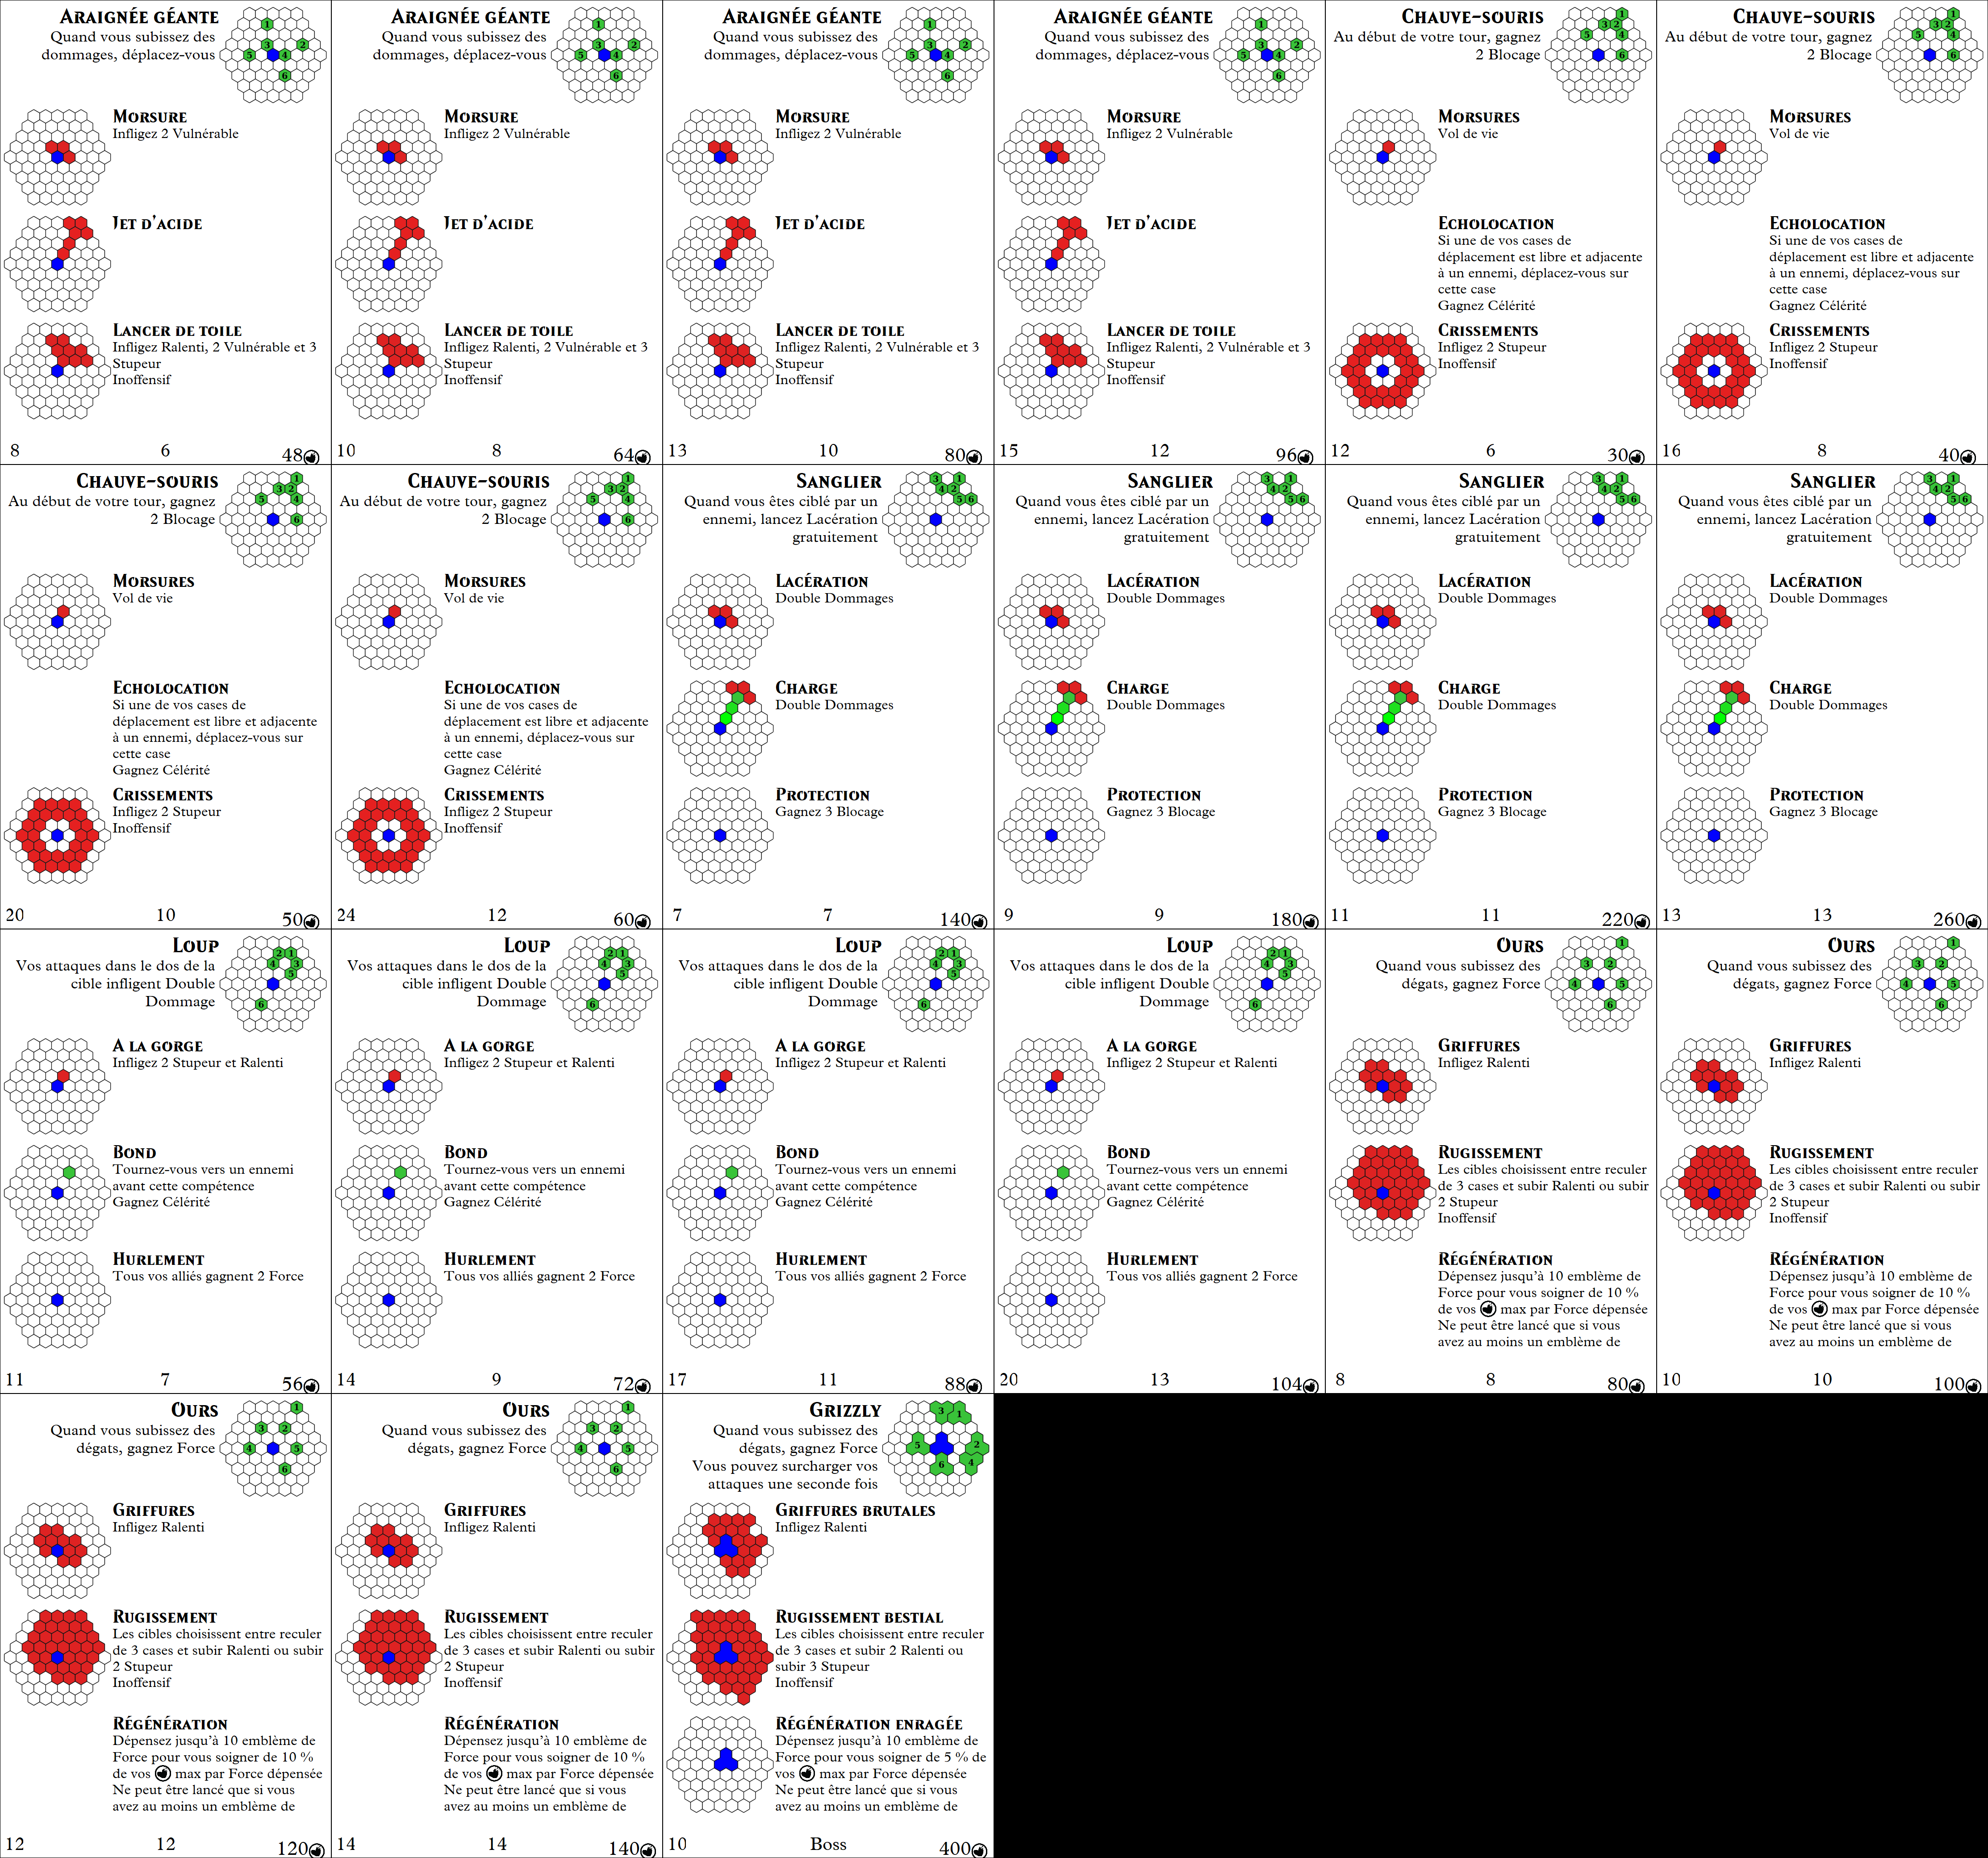 ARAIGNÉE GÉANTE
Quand vous subissez des
dommages, déplacez-vous
1
3
2
5
4
6
MORSURE
Infligez 2 Vulnérable
JET D'ACIDE
LANCER DE TOILE
Infligez Ralenti, 2 Vulnérable et 3
Stupeur
Inoffensif
8
6
48
ARAIGNÉE GÉANTE
Quand vous subissez des
dommages, déplacez-vous
1
3
2
5
4
6
MORSURE
Infligez 2 Vulnérable
JET D'ACIDE
LANCER DE TOILE
Infligez Ralenti, 2 Vulnérable et 3
Stupeur
Inoffensif
10
8
64
ARAIGNÉE GÉANTE
Quand vous subissez des
dommages, déplacez-vous
1
3
2
5
4
6
MORSURE
Infligez 2 Vulnérable
JET D'ACIDE
LANCER DE TOILE
Infligez Ralenti, 2 Vulnérable et 3
Stupeur
Inoffensif
13
10
80
ARAIGNÉE GÉANTE
Quand vous subissez des
dommages, déplacez-vous
1
3
2
5
4
6
MORSURE
Infligez 2 Vulnérable
JET D'ACIDE
LANCER DE TOILE
Infligez Ralenti, 2 Vulnérable et 3
Stupeur
Inoffensif
15
12
96
CHAUVE-SOURIS
Au début de votre tour, gagnez
2 Blocage
1
3 2
5
4
6
MORSURES
Vol de vie
ECHOLOCATION
Si une de vos cases de
déplacement est libre et adjacente
à un ennemi, déplacez-vous sur
cette case
Gagnez Célérité
CRISSEMENTS
Infligez 2 Stupeur
Inoffensif
12
6
30
CHAUVE-SOURIS
Au début de votre tour, gagnez
2 Blocage
1
3 2
5
4
6
MORSURES
Vol de vie
ECHOLOCATION
Si une de vos cases de
déplacement est libre et adjacente
à un ennemi, déplacez-vous sur
cette case
Gagnez Célérité
CRISSEMENTS
Infligez 2 Stupeur
Inoffensif
16
8
40
CHAUVE-SOURIS
Au début de votre tour, gagnez
2 Blocage
1
3 2
5
4
6
MORSURES
Vol de vie
ECHOLOCATION
Si une de vos cases de
déplacement est libre et adjacente
à un ennemi, déplacez-vous sur
cette case
Gagnez Célérité
CRISSEMENTS
Infligez 2 Stupeur
Inoffensif
20
10
50
CHAUVE-SOURIS
Au début de votre tour, gagnez
2 Blocage
1
3 2
5
4
6
MORSURES
Vol de vie
ECHOLOCATION
Si une de vos cases de
déplacement est libre et adjacente
à un ennemi, déplacez-vous sur
cette case
Gagnez Célérité
CRISSEMENTS
Infligez 2 Stupeur
Inoffensif
24
12
60
SANGLIER
Quand vous êtes ciblé par un
ennemi, lancez Lacération
gratuitement
3 1
4 2
5 6
LACÉRATION
Double Dommages
CHARGE
Double Dommages
PROTECTION
Gagnez 3 Blocage
7
7
140
SANGLIER
Quand vous êtes ciblé par un
ennemi, lancez Lacération
gratuitement
3 1
4 2
5 6
LACÉRATION
Double Dommages
CHARGE
Double Dommages
PROTECTION
Gagnez 3 Blocage
9
9
180
SANGLIER
Quand vous êtes ciblé par un
ennemi, lancez Lacération
gratuitement
3 1
4 2
5 6
LACÉRATION
Double Dommages
CHARGE
Double Dommages
PROTECTION
Gagnez 3 Blocage
11
11
220
SANGLIER
Quand vous êtes ciblé par un
ennemi, lancez Lacération
gratuitement
3 1
4 2
5 6
LACÉRATION
Double Dommages
CHARGE
Double Dommages
PROTECTION
Gagnez 3 Blocage
13
13
260
LOUP
Vos attaques dans le dos de la
cible infligent Double
Dommage
2 1
4 3
5
6
A LA GORGE
Infligez 2 Stupeur et Ralenti
BOND
Tournez-vous vers un ennemi
avant cette compétence
Gagnez Célérité
HURLEMENT
Tous vos alliés gagnent 2 Force
11
7
56
LOUP
Vos attaques dans le dos de la
cible infligent Double
Dommage
2 1
4 3
5
6
A LA GORGE
Infligez 2 Stupeur et Ralenti
BOND
Tournez-vous vers un ennemi
avant cette compétence
Gagnez Célérité
HURLEMENT
Tous vos alliés gagnent 2 Force
14
9
72
LOUP
Vos attaques dans le dos de la
cible infligent Double
Dommage
2 1
4 3
5
6
A LA GORGE
Infligez 2 Stupeur et Ralenti
BOND
Tournez-vous vers un ennemi
avant cette compétence
Gagnez Célérité
HURLEMENT
Tous vos alliés gagnent 2 Force
17
11
88
LOUP
Vos attaques dans le dos de la
cible infligent Double
Dommage
2 1
4 3
5
6
A LA GORGE
Infligez 2 Stupeur et Ralenti
BOND
Tournez-vous vers un ennemi
avant cette compétence
Gagnez Célérité
HURLEMENT
Tous vos alliés gagnent 2 Force
20
13
104
OURS
Quand vous subissez des
dégats, gagnez Force
1
3 2
4 5
6
GRIFFURES
Infligez Ralenti
RUGISSEMENT
Les cibles choisissent entre reculer
de 3 cases et subir Ralenti ou subir
2 Stupeur
Inoffensif
RÉGÉNÉRATION
Dépensez jusqu'à 10 emblème de
Force pour vous soigner de 10 %
de vos max par Force dépensée
Ne peut être lancé que si vous
avez au moins un emblème de
8
8
80
OURS
Quand vous subissez des
dégats, gagnez Force
1
3 2
4 5
6
GRIFFURES
Infligez Ralenti
RUGISSEMENT
Les cibles choisissent entre reculer
de 3 cases et subir Ralenti ou subir
2 Stupeur
Inoffensif
RÉGÉNÉRATION
Dépensez jusqu'à 10 emblème de
Force pour vous soigner de 10 %
de vos max par Force dépensée
Ne peut être lancé que si vous
avez au moins un emblème de
10
10
100
OURS
Quand vous subissez des
dégats, gagnez Force
1
3 2
4 5
6
GRIFFURES
Infligez Ralenti
RUGISSEMENT
Les cibles choisissent entre reculer
de 3 cases et subir Ralenti ou subir
2 Stupeur
Inoffensif
RÉGÉNÉRATION
Dépensez jusqu'à 10 emblème de
Force pour vous soigner de 10 %
de vos max par Force dépensée
Ne peut être lancé que si vous
avez au moins un emblème de
12
12
120
OURS
Quand vous subissez des
dégats, gagnez Force
1
3 2
4 5
6
GRIFFURES
Infligez Ralenti
RUGISSEMENT
Les cibles choisissent entre reculer
de 3 cases et subir Ralenti ou subir
2 Stupeur
Inoffensif
RÉGÉNÉRATION
Dépensez jusqu'à 10 emblème de
Force pour vous soigner de 10 %
de vos max par Force dépensée
Ne peut être lancé que si vous
avez au moins un emblème de
14
14
140
GRIZZLY
Quand vous subissez des
dégats, gagnez Force
Vous pouvez surcharger vos
attaques une seconde fois
3 1
5 2
6 4
GRIFFURES BRUTALES
Infligez Ralenti
RUGISSEMENT BESTIAL
Les cibles choisissent entre reculer
de 3 cases et subir 2 Ralenti ou
subir 3 Stupeur
Inoffensif
RÉGÉNÉRATION ENRAGÉE
Dépensez jusqu'à 10 emblème de
Force pour vous soigner de 5 % de
vos max par Force dépensée
Ne peut être lancé que si vous
avez au moins un emblème de
10
Boss
400